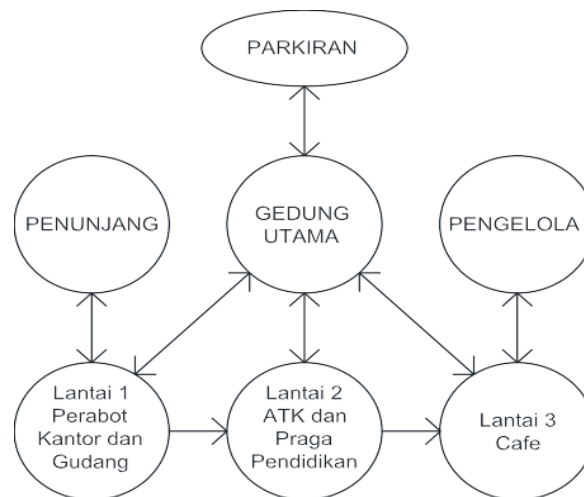 PARKIRAN
PENUNJANG
GEDUNG
UTAMA
PENGELOLA
Lantai 1
Perabot
Kantor dan
Gudang
Lantai 2
ATK dan
Praga
Pendidikan
Lantai 3
Cafe